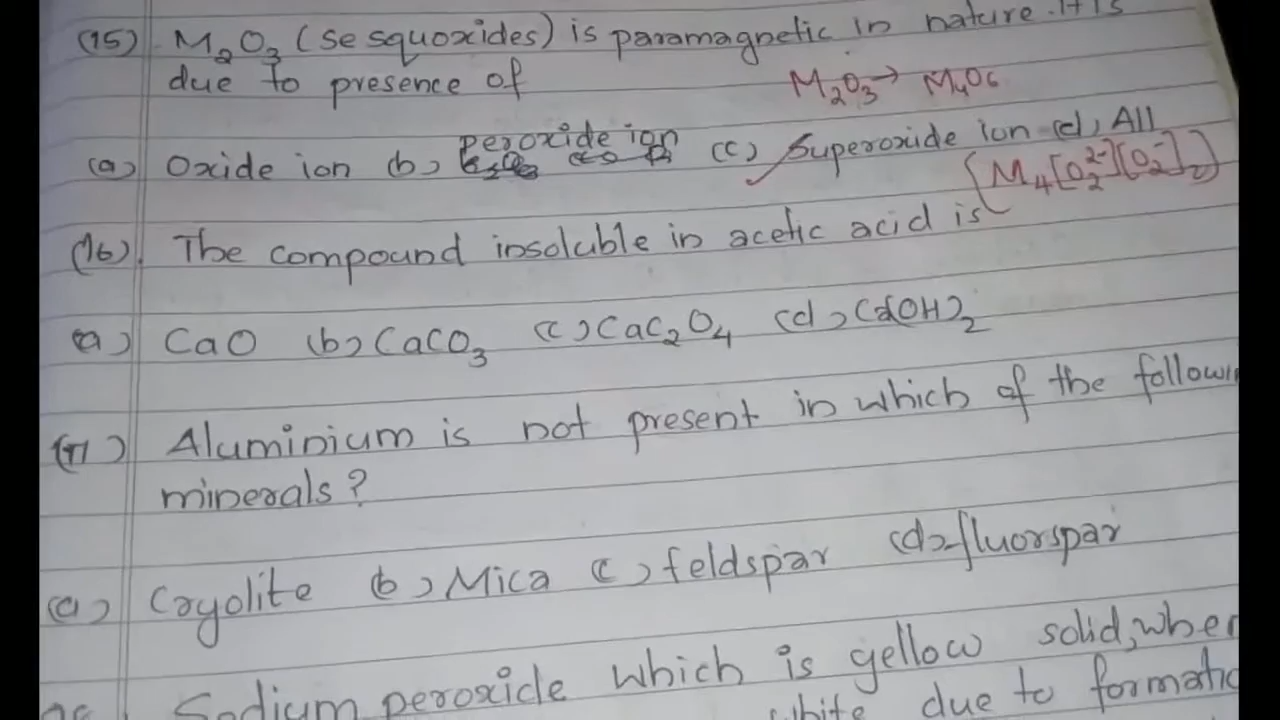 (15) M₂O₃ (sesquoxides) is paramagnetic in nature. It is
due to presence of
M₂O₃ → M₄O₆
(a) Oxide ion (b) peroxide ion (c) Superoxide ion (d) All
(M₄[O₂²⁻][O₂⁻]₂)
(16). The compound insoluble in acetic acid is
(a) CaO (b) CaCO₃ (c) CaC₂O₄ (d) Ca(OH)₂
(17) Aluminium is not present in which of the
minerals?
(a) Cryolite (b) Mica (c) feldspar (d) fluorspar
Sodium peroxide which is yellow solid, when
white due to